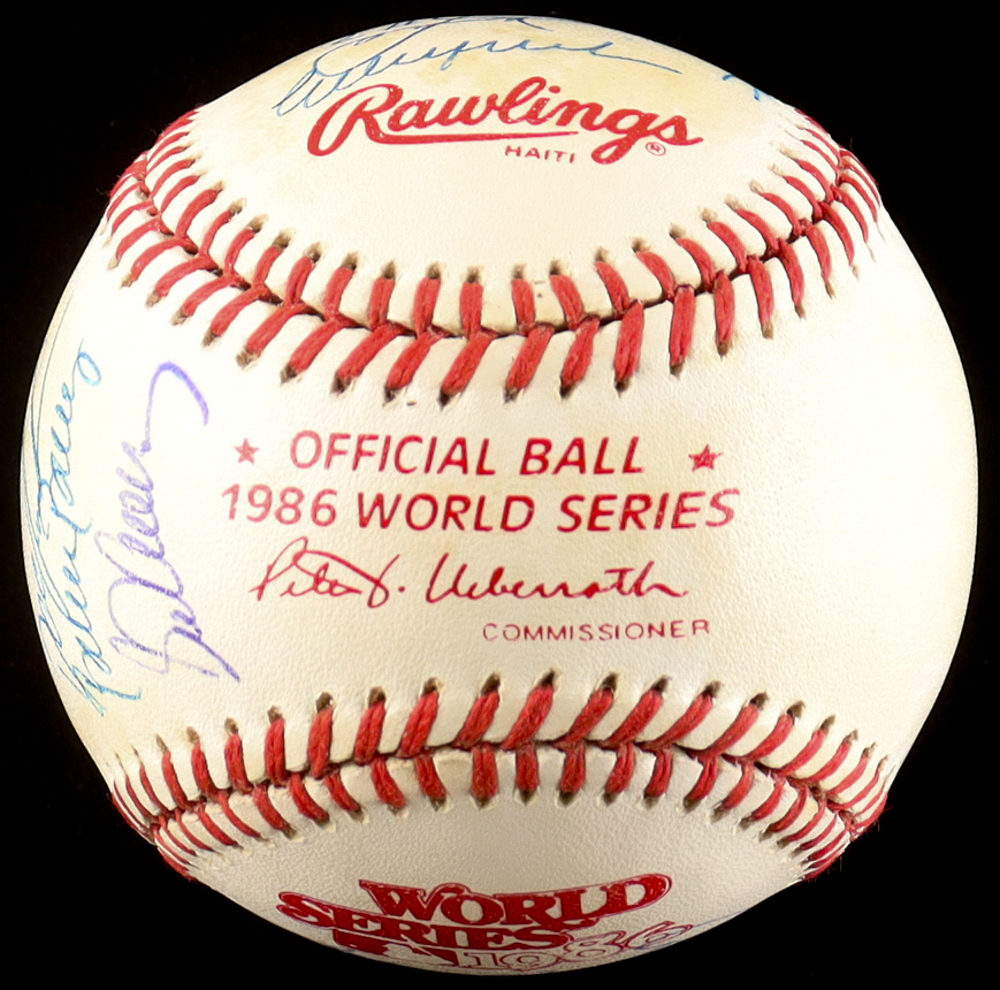 Rawlings
HAITI ®
★ OFFICIAL BALL ★
1986 WORLD SERIES
Peter V. Ueberroth
COMMISSIONER
WORLD
SERIES
1986